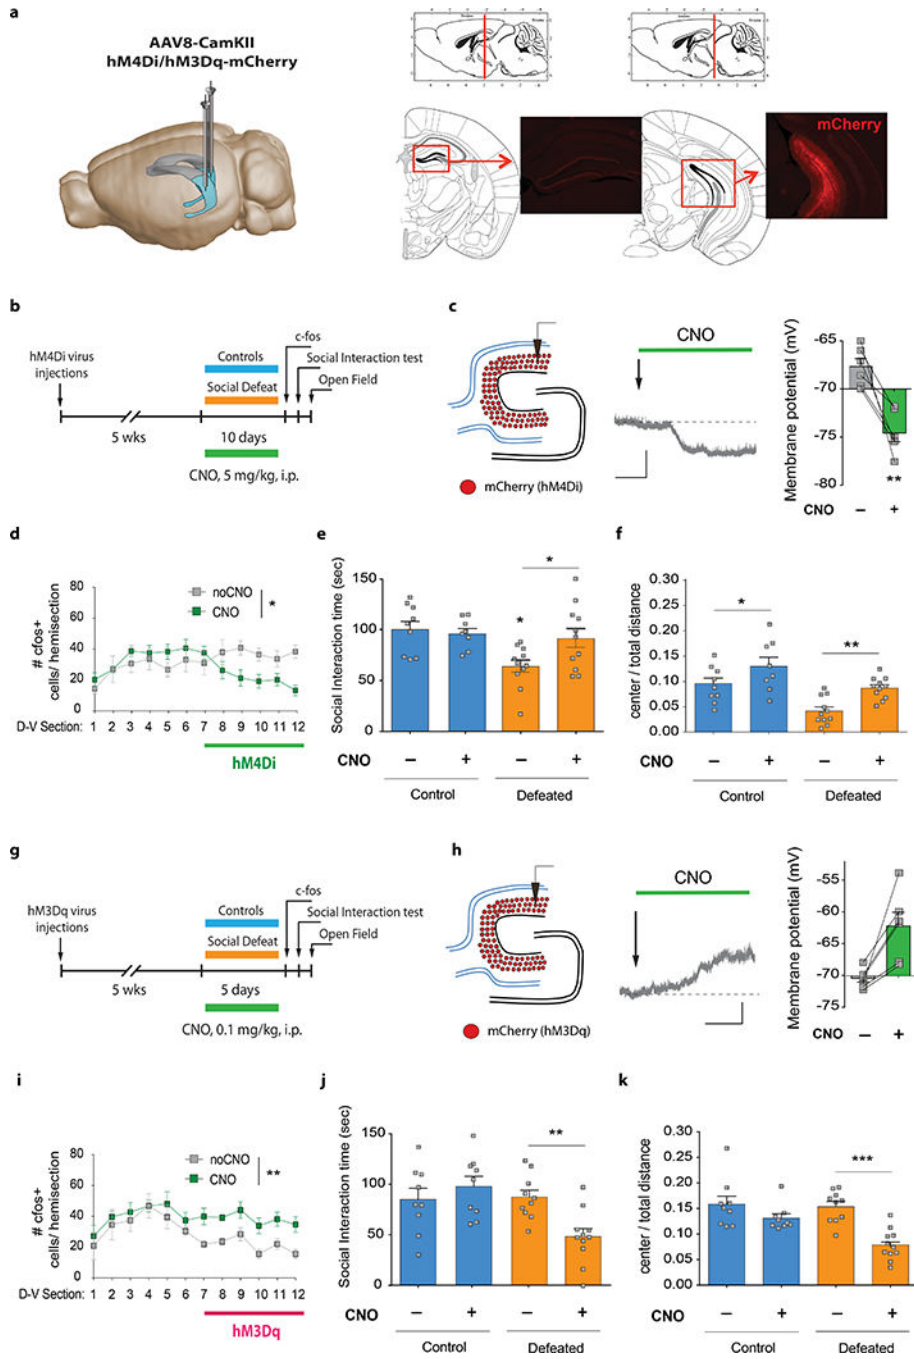 a
AAV8-CamKII
hM4Di/hM3Dq-mCherry
mCherry
b
hM4Di virus
injections
c-fos
Controls
Social Interaction test
Social Defeat
Open Field
5 wks
10 days
CNO, 5 mg/kg, i.p.
c
CNO
mCherry (hM4Di)
Membrane potential (mV)
-65
-70
-75
-80
**
CNO − +
d
# cfos+
cells/ hemisection
80
60
40
20
0
noCNO
CNO
*
D-V Section: 1 2 3 4 5 6 7 8 9 10 11 12
hM4Di
e
Social Interaction time (sec)
150
100
50
0
*
*
CNO − + − +
Control Defeated
f
center / total distance
0.30
0.25
0.20
0.15
0.10
0.05
0.00
*
**
− + − +
Control Defeated
g
hM3Dq virus
injections
c-fos
Controls
Social Interaction test
Social Defeat
Open Field
5 wks
5 days
CNO, 0.1 mg/kg, i.p.
h
CNO
mCherry (hM3Dq)
Membrane potential (mV)
-55
-60
-65
-70
-75
CNO − +
i
# cfos+
cells/ hemisection
80
60
40
20
0
noCNO
CNO
**
D-V Section: 1 2 3 4 5 6 7 8 9 10 11 12
hM3Dq
j
Social Interaction time (sec)
150
100
50
0
**
CNO − + − +
Control Defeated
k
center / total distance
0.30
0.25
0.20
0.15
0.10
0.05
0.00
***
− + − +
Control Defeated